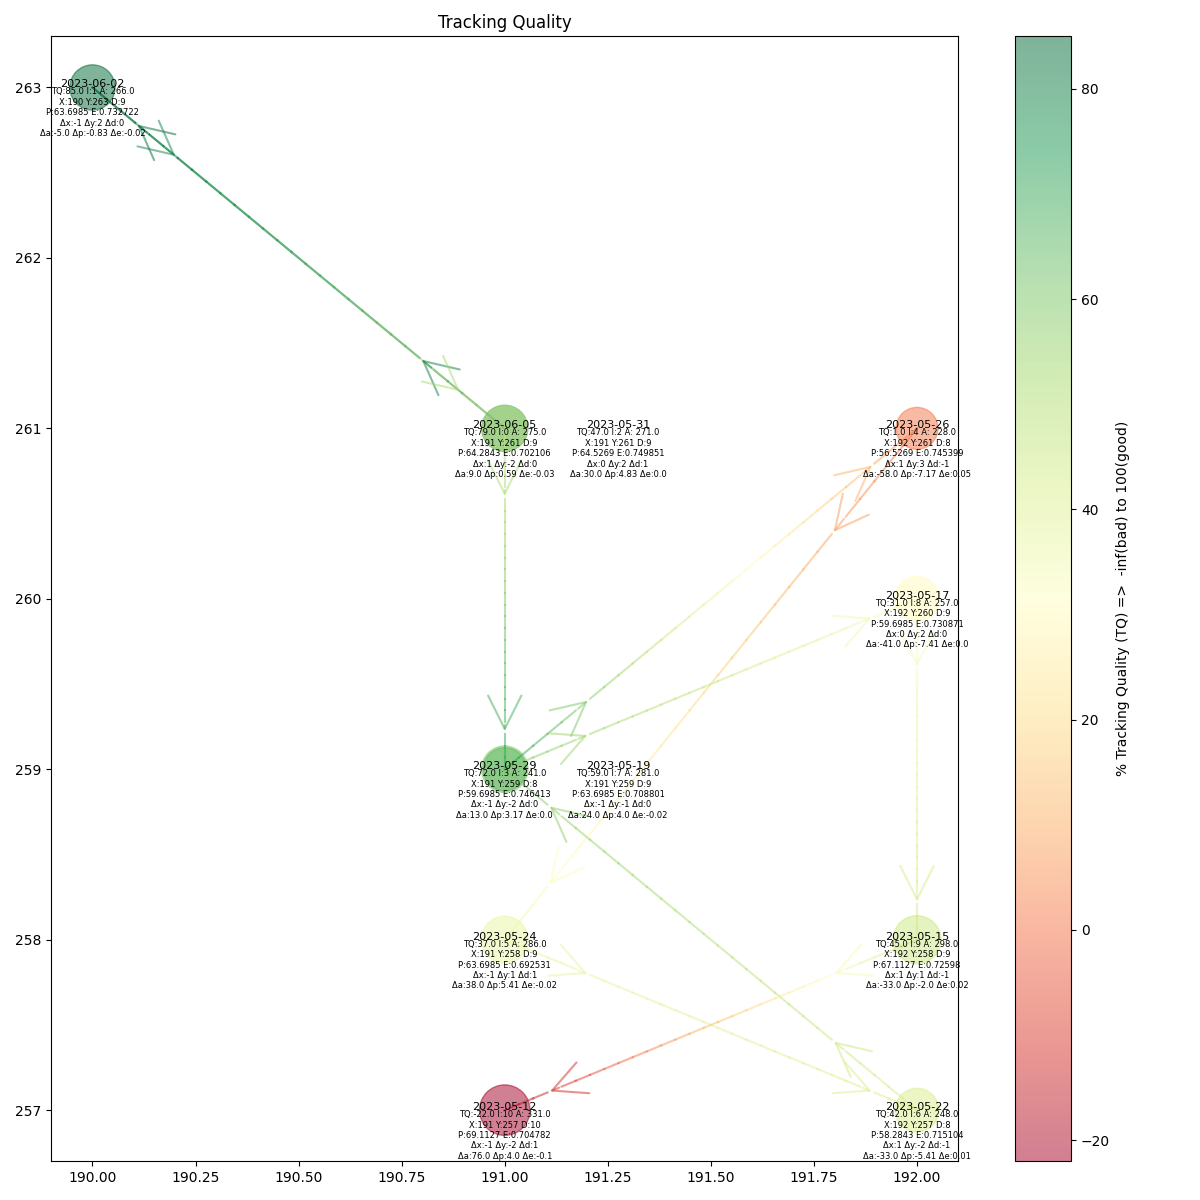 Tracking Quality
263
262
261
260
259
258
257
2023-06-02
TQ:85.0 I:1 A: 266.0
X:190 Y:263 D:9
P:63.6985 E:0.732722
Δx:-1 Δy:2 Δd:0
Δa:-5.0 Δp:-0.83 Δe:-0.02
2023-06-05
TQ:79.0 I:0 A: 275.0
X:191 Y:261 D:9
P:64.2843 E:0.702106
Δx:1 Δy:-2 Δd:0
Δa:9.0 Δp:0.59 Δe:-0.03
2023-05-31
TQ:47.0 I:2 A: 271.0
X:191 Y:261 D:9
P:64.5269 E:0.749851
Δx:0 Δy:2 Δd:1
Δa:30.0 Δp:4.83 Δe:0.0
2023-05-26
TQ:1.0 I:4 A: 228.0
X:192 Y:261 D:8
P:56.5269 E:0.745399
Δx:1 Δy:3 Δd:-1
Δa:-58.0 Δp:-7.17 Δe:0.05
2023-05-17
TQ:31.0 I:8 A: 257.0
X:192 Y:260 D:9
P:59.6985 E:0.730871
Δx:0 Δy:2 Δd:0
Δa:-41.0 Δp:-7.41 Δe:0.0
2023-05-29
TQ:72.0 I:3 A: 241.0
X:191 Y:259 D:8
P:59.6985 E:0.746413
Δx:-1 Δy:-2 Δd:0
Δa:13.0 Δp:3.17 Δe:0.0
2023-05-19
TQ:59.0 I:7 A: 281.0
X:191 Y:259 D:9
P:63.6985 E:0.708801
Δx:-1 Δy:-1 Δd:0
Δa:24.0 Δp:4.0 Δe:-0.02
2023-05-24
TQ:37.0 I:5 A: 286.0
X:191 Y:258 D:9
P:63.6985 E:0.692531
Δx:-1 Δy:1 Δd:1
Δa:38.0 Δp:5.41 Δe:-0.02
2023-05-15
TQ:45.0 I:9 A: 298.0
X:192 Y:258 D:9
P:67.1127 E:0.72598
Δx:1 Δy:1 Δd:-1
Δa:-33.0 Δp:-2.0 Δe:0.02
2023-05-12
TQ:-22.0 I:10 A: 331.0
X:191 Y:257 D:10
P:69.1127 E:0.704782
Δx:-1 Δy:-2 Δd:1
Δa:76.0 Δp:4.0 Δe:-0.1
2023-05-22
TQ:42.0 I:6 A: 248.0
X:192 Y:257 D:8
P:58.2843 E:0.715104
Δx:1 Δy:-2 Δd:-1
Δa:-33.0 Δp:-5.41 Δe:0.01
190.00 190.25 190.50 190.75 191.00 191.25 191.50 191.75 192.00
80
60
40
20
0
−20
% Tracking Quality (TQ) => -inf(bad) to 100(good)